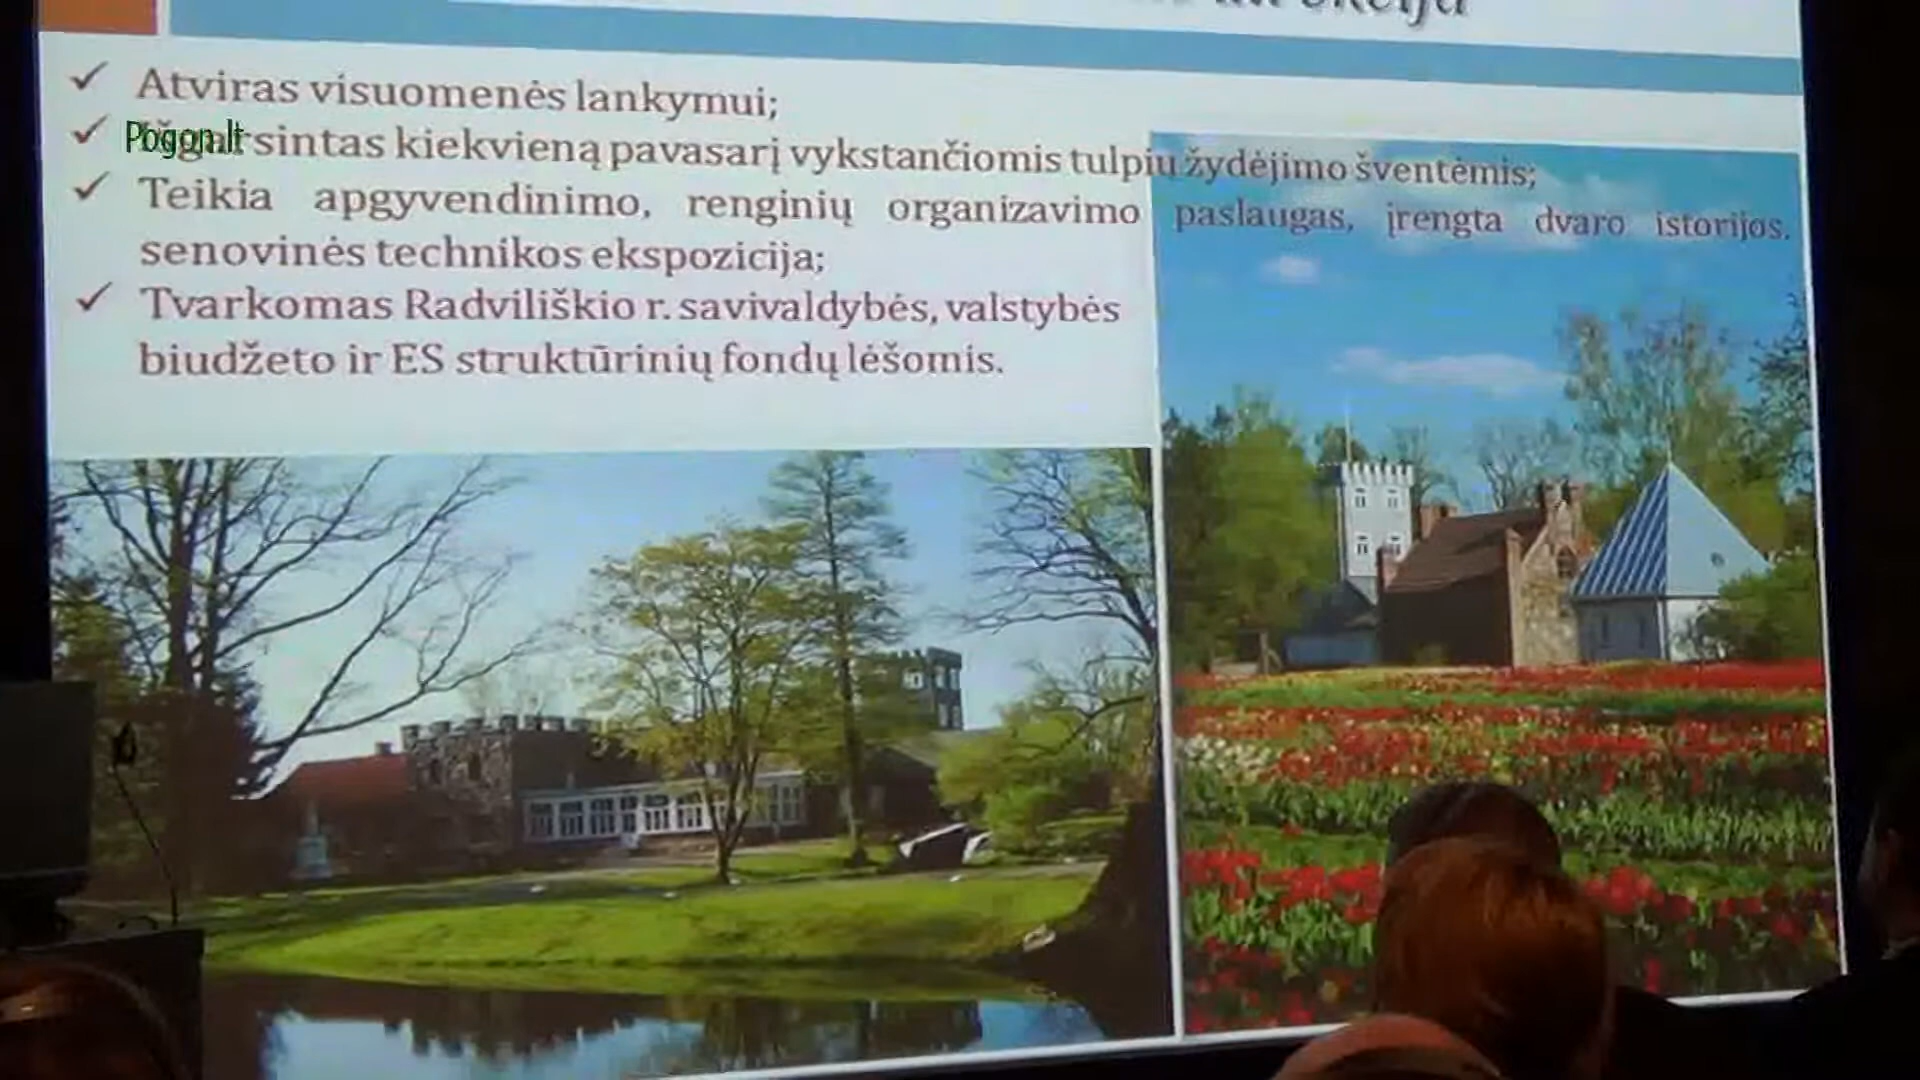 Atviras visuomenės lankymui;
Pogon.lt
sintas kiekvieną pavasarį vykstančiomis tulpių žydėjimo šventėmis;
Teikia apgyvendinimo, renginių organizavimo paslaugas, įrengta dvaro istorijos,
senovinės technikos ekspozicija;
Tvarkomas Radviliškio r. savivaldybės, valstybės
biudžeto ir ES struktūrinių fondų lėšomis.